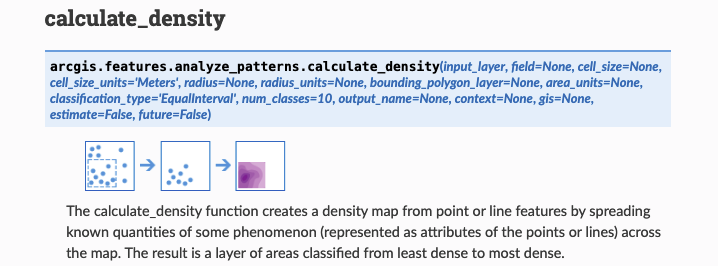 calculate_density
arcgis.features.analyze_patterns.calculate_density(input_layer, field=None, cell_size=None,
cell_size_units='Meters', radius=None, radius_units=None, bounding_polygon_layer=None, area_units=None,
classification_type='EqualInterval', num_classes=10, output_name=None, context=None, gis=None,
estimate=False, future=False)
The calculate_density function creates a density map from point or line features by spreading
known quantities of some phenomenon (represented as attributes of the points or lines) across
the map. The result is a layer of areas classified from least dense to most dense.